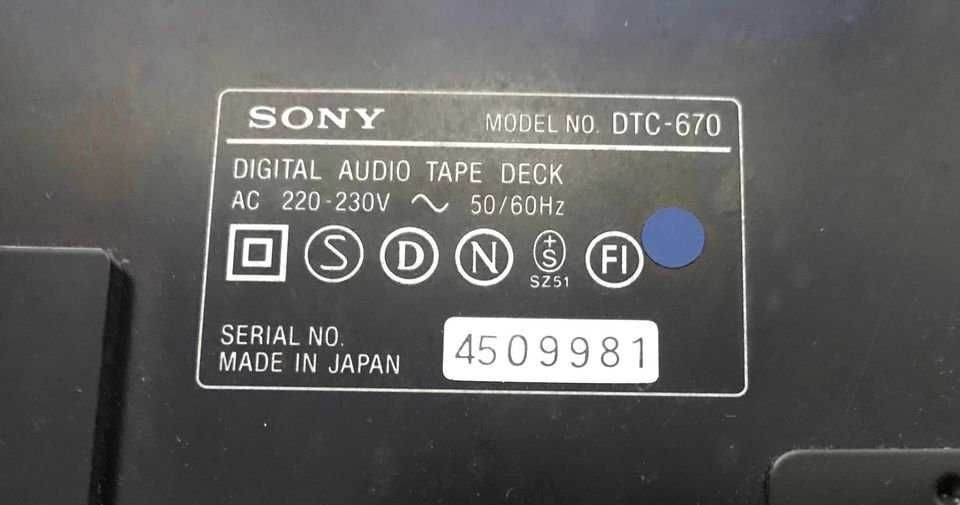 SONY MODEL NO. DTC-670
DIGITAL AUDIO TAPE DECK
AC 220-230V ~ 50/60Hz
S D N +S FI
SZ51
SERIAL NO. 4509981
MADE IN JAPAN